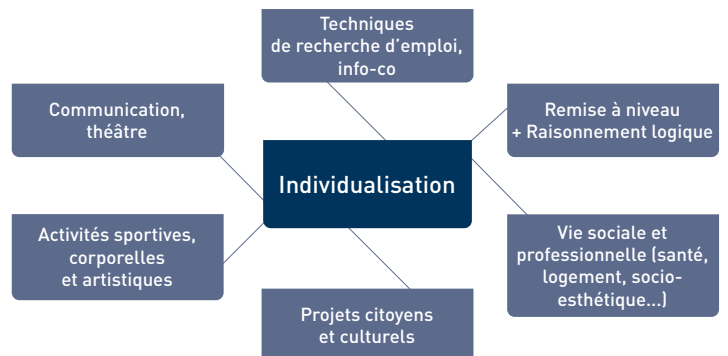 Techniques
de recherche d'emploi,
info-co
Communication,
théâtre
Remise à niveau
+ Raisonnement logique
Individualisation
Activités sportives,
corporelles
et artistiques
Vie sociale et
professionnelle (santé,
logement, socio-
esthétique...)
Projets citoyens
et culturels